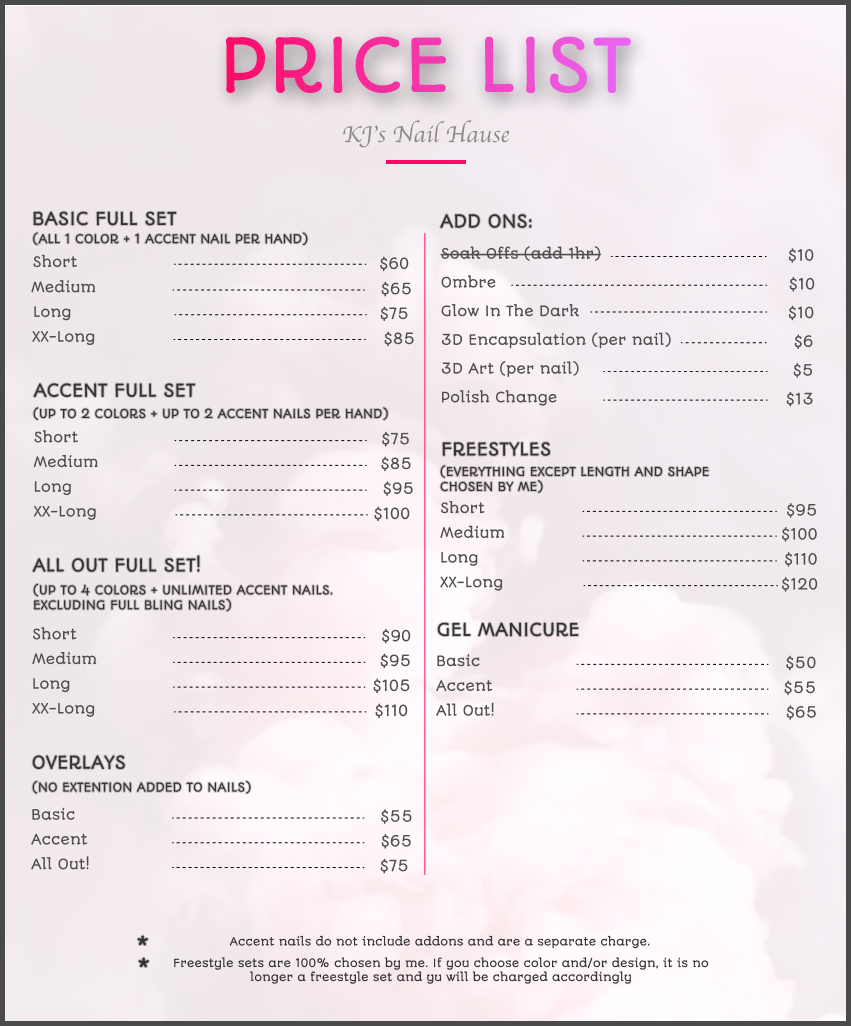 PRICE LIST
KJ's Nail Hause
BASIC FULL SET
(ALL 1 COLOR + 1 ACCENT NAIL PER HAND)
Short $60
Medium $65
Long $75
XX-Long $85
ACCENT FULL SET
(UP TO 2 COLORS + UP TO 2 ACCENT NAILS PER HAND)
Short $75
Medium $85
Long $95
XX-Long $100
ALL OUT FULL SET!
(UP TO 4 COLORS + UNLIMITED ACCENT NAILS.
EXCLUDING FULL BLING NAILS)
Short $90
Medium $95
Long $105
XX-Long $110
OVERLAYS
(NO EXTENTION ADDED TO NAILS)
Basic $55
Accent $65
All Out! $75
ADD ONS:
Soak Offs (add 1hr) $10
Ombre $10
Glow In The Dark $10
3D Encapsulation (per nail) $6
3D Art (per nail) $5
Polish Change $13
FREESTYLES
(EVERYTHING EXCEPT LENGTH AND SHAPE
CHOSEN BY ME)
Short $95
Medium $100
Long $110
XX-Long $120
GEL MANICURE
Basic $50
Accent $55
All Out! $65
* Accent nails do not include addons and are a separate charge.
* Freestyle sets are 100% chosen by me. If you choose color and/or design, it is no
longer a freestyle set and yu will be charged accordingly